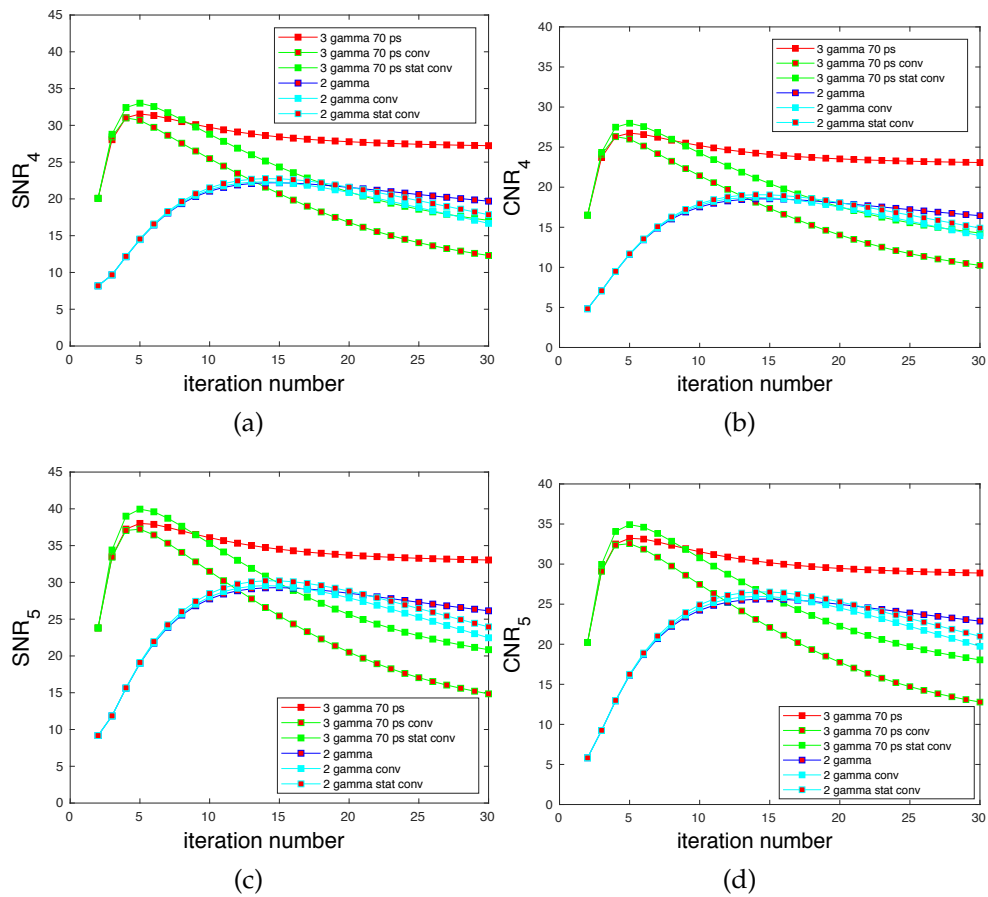 45
40
35
30
25
20
15
10
5
0
0 5 10 15 20 25 30
SNR4
iteration number
3 gamma 70 ps
3 gamma 70 ps conv
3 gamma 70 ps stat conv
2 gamma
2 gamma conv
2 gamma stat conv
(a)
40
35
30
25
20
15
10
5
0
0 5 10 15 20 25 30
CNR4
iteration number
3 gamma 70 ps
3 gamma 70 ps conv
3 gamma 70 ps stat conv
2 gamma
2 gamma conv
2 gamma stat conv
(b)
45
40
35
30
25
20
15
10
5
0
0 5 10 15 20 25 30
SNR5
iteration number
3 gamma 70 ps
3 gamma 70 ps conv
3 gamma 70 ps stat conv
2 gamma
2 gamma conv
2 gamma stat conv
(c)
40
35
30
25
20
15
10
5
0
0 5 10 15 20 25 30
CNR5
iteration number
3 gamma 70 ps
3 gamma 70 ps conv
3 gamma 70 ps stat conv
2 gamma
2 gamma conv
2 gamma stat conv
(d)